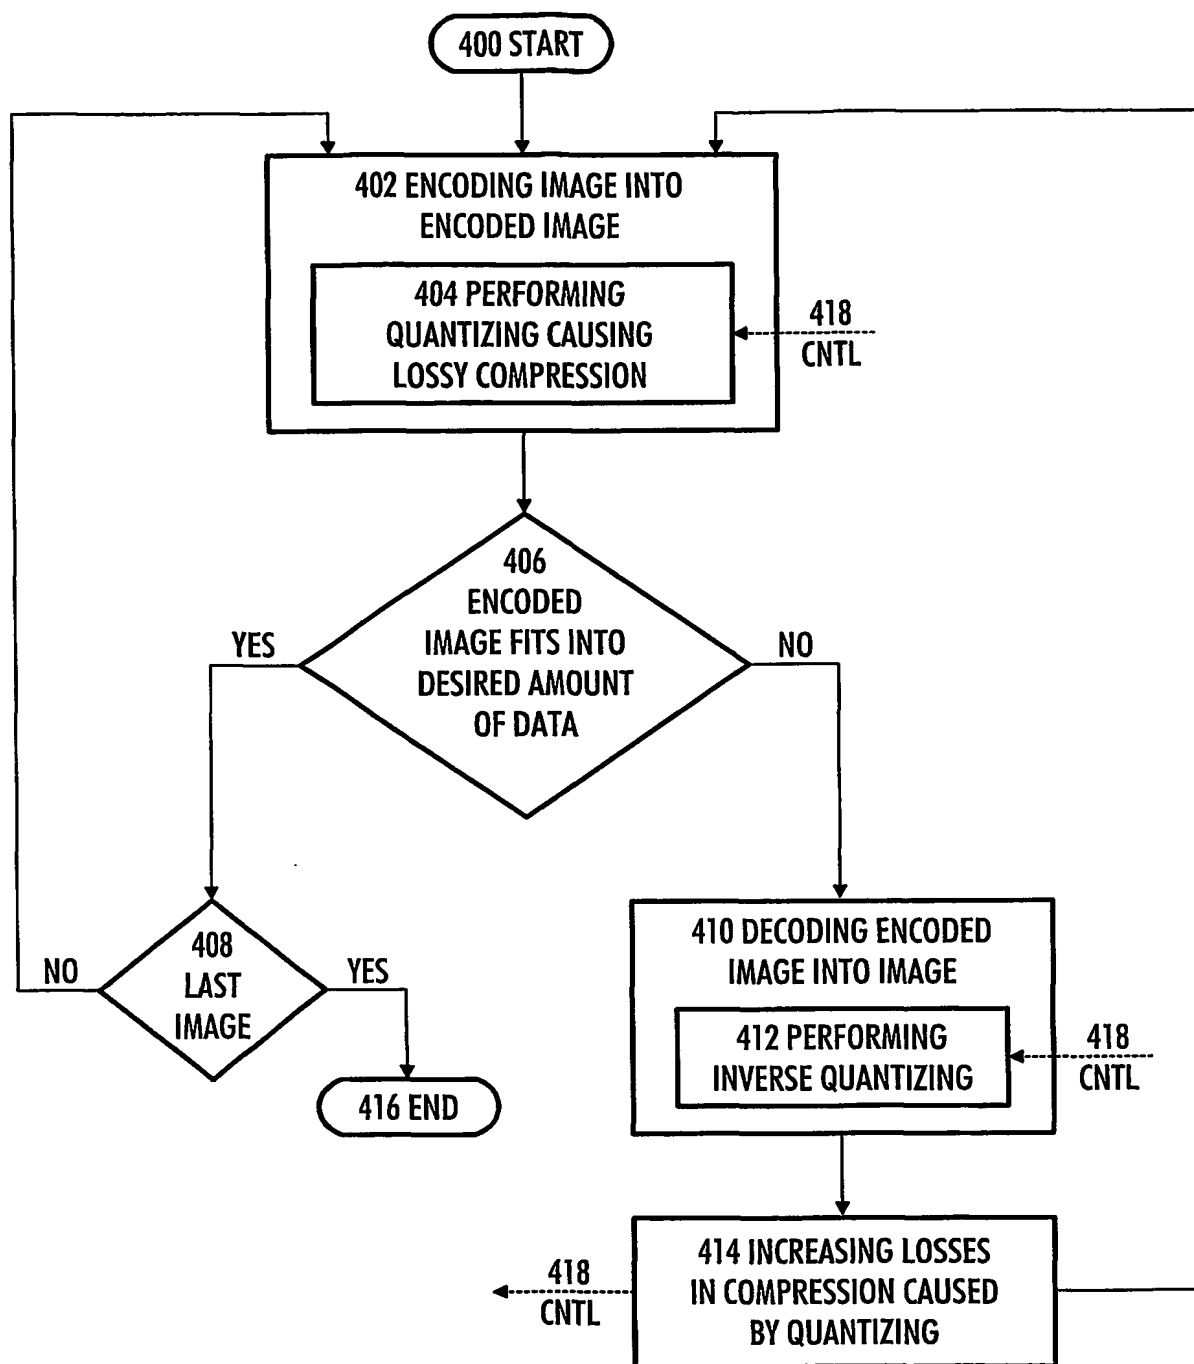 400 START
402 ENCODING IMAGE INTO
ENCODED IMAGE
404 PERFORMING
QUANTIZING CAUSING
LOSSY COMPRESSION
418
CNTL
406
ENCODED
IMAGE FITS INTO
DESIRED AMOUNT
OF DATA
YES
NO
408
LAST
IMAGE
NO
YES
416 END
410 DECODING ENCODED
IMAGE INTO IMAGE
412 PERFORMING
INVERSE QUANTIZING
418
CNTL
414 INCREASING LOSSES
IN COMPRESSION CAUSED
BY QUANTIZING
418
CNTL